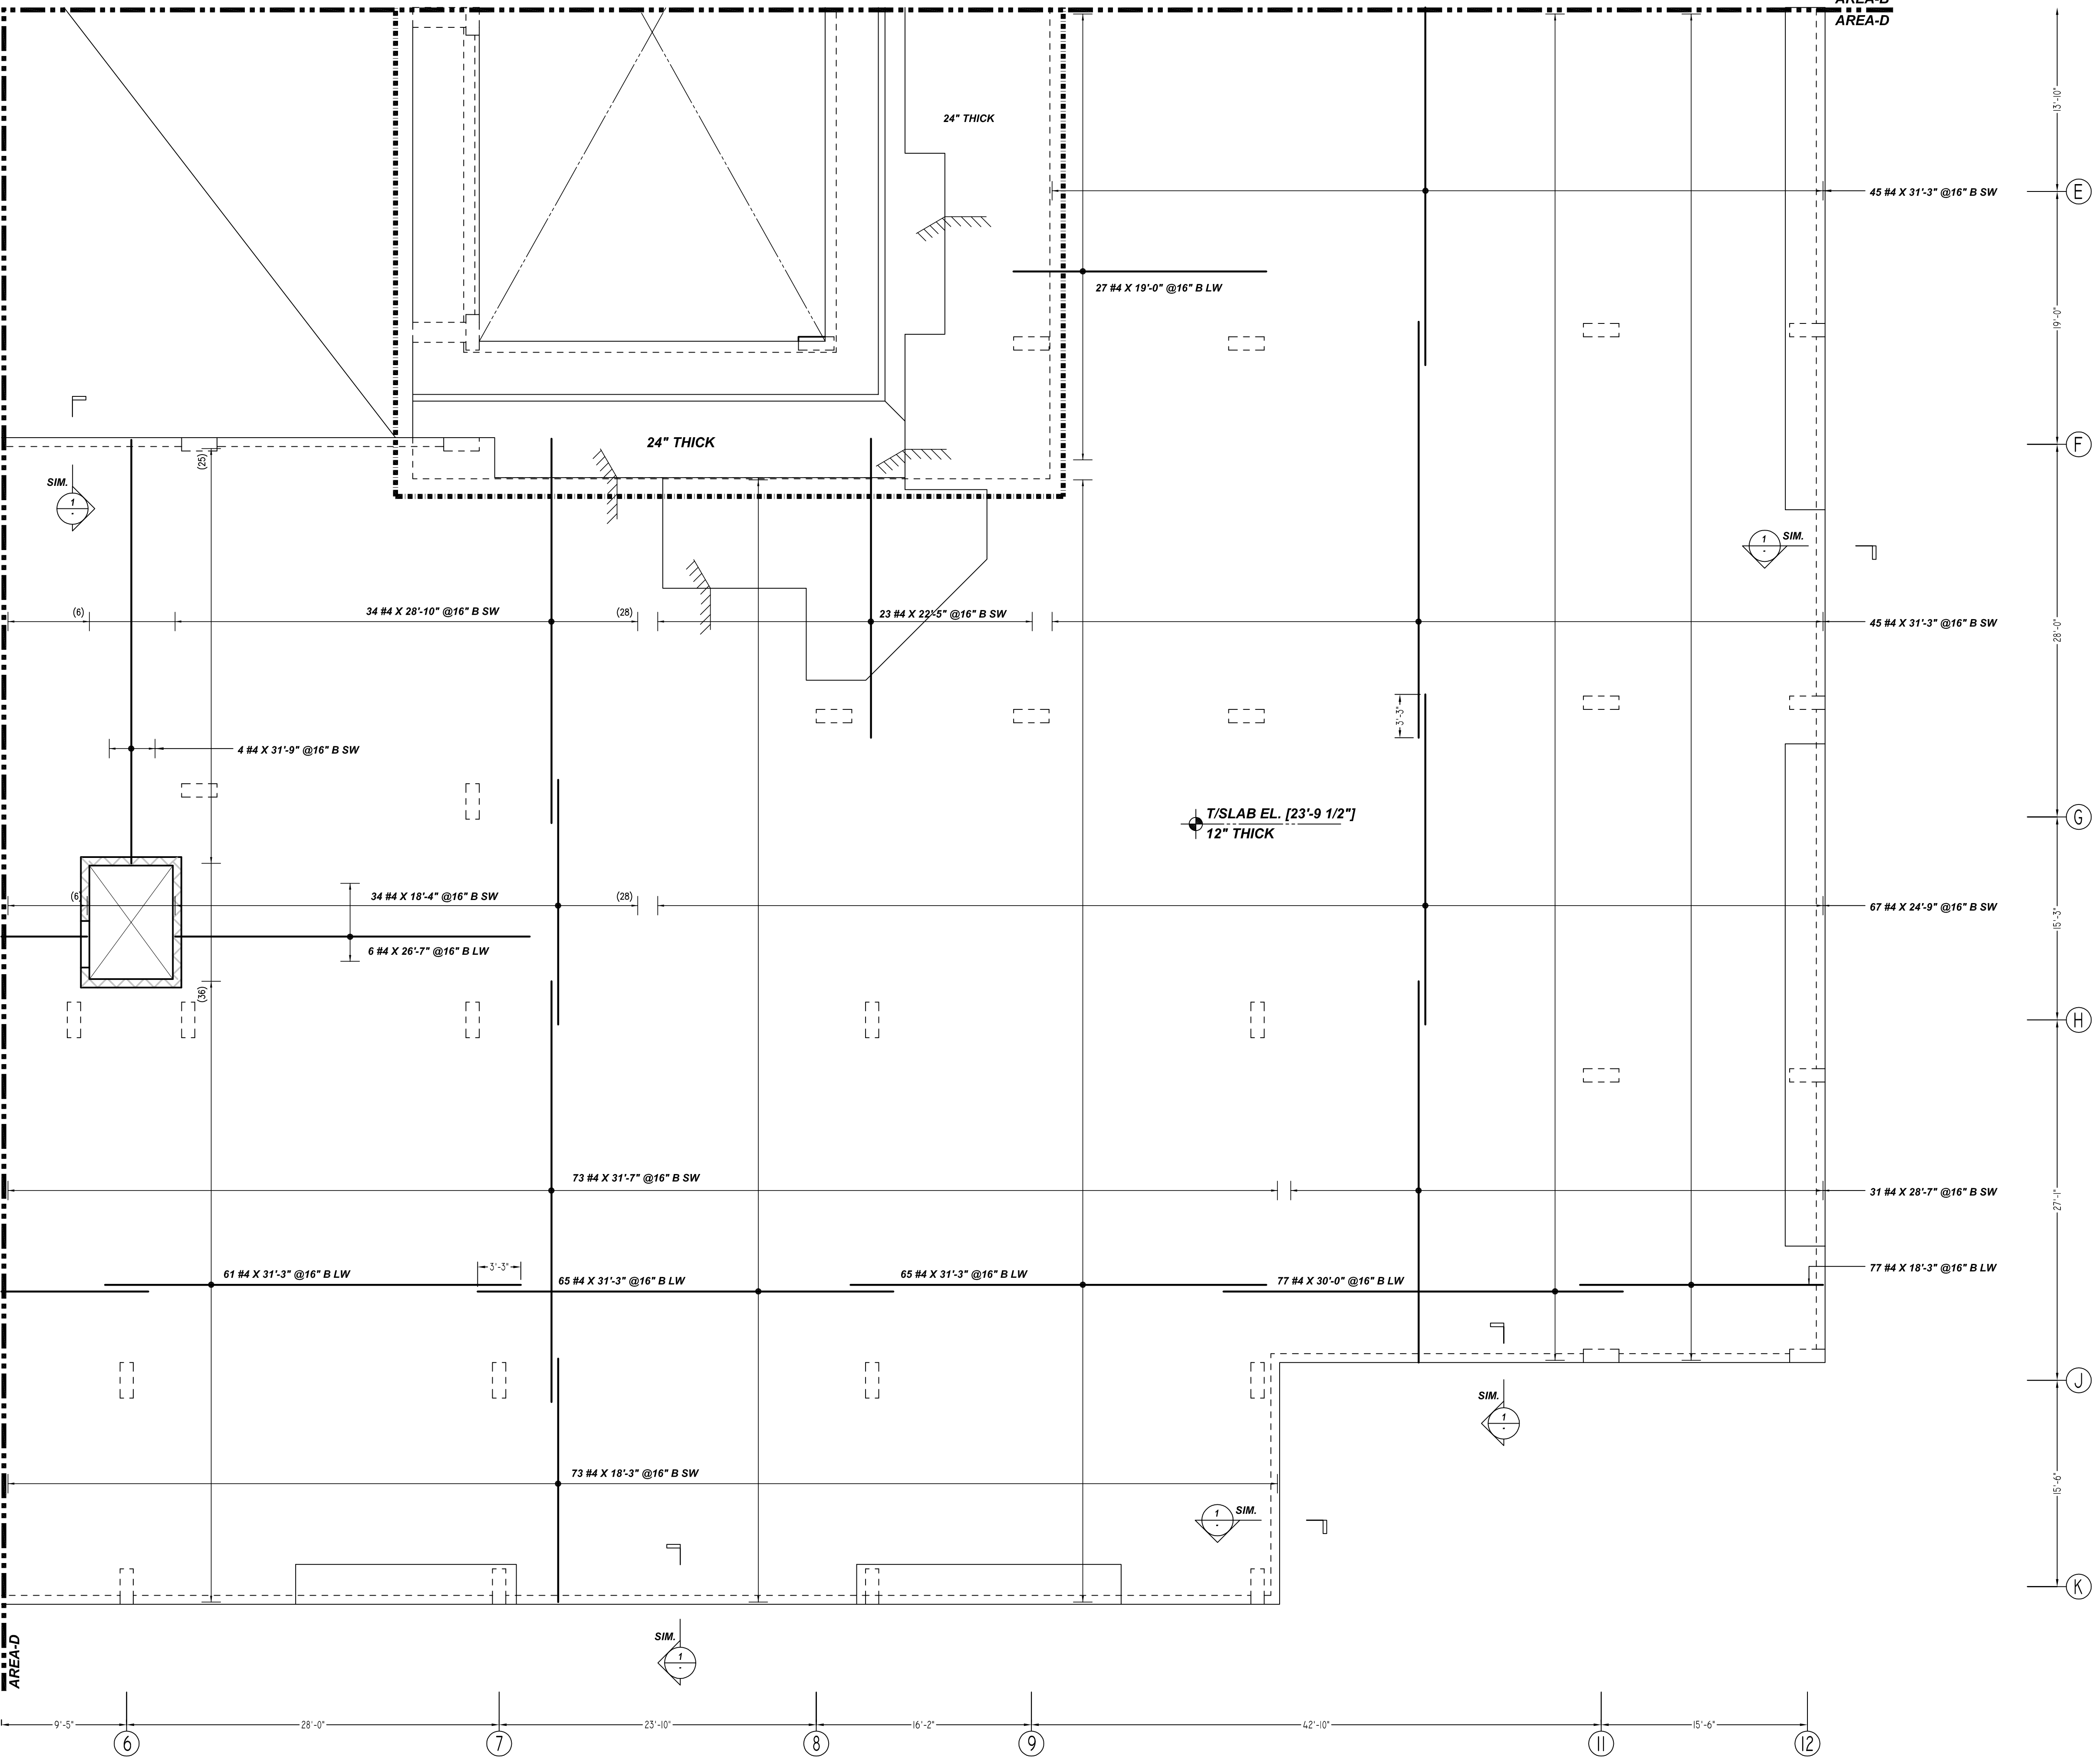 AREA-B
AREA-D
13'-10"
24" THICK
45 #4 X 31'-3" @16" B SW
E
27 #4 X 19'-0" @16" B LW
19'-0"
24" THICK
F
(25)
SIM.
1
-
1
-
SIM.
(6)
34 #4 X 28'-10" @16" B SW
(28)
23 #4 X 22'-5" @16" B SW
45 #4 X 31'-3" @16" B SW
28'-0"
3'-3"
4 #4 X 31'-9" @16" B SW
T/SLAB EL. [23'-9 1/2"]
12" THICK
G
(6)
34 #4 X 18'-4" @16" B SW
(28)
67 #4 X 24'-9" @16" B SW
15'-3"
6 #4 X 26'-7" @16" B LW
(36)
H
73 #4 X 31'-7" @16" B SW
31 #4 X 28'-7" @16" B SW
27'-1"
61 #4 X 31'-3" @16" B LW
3'-3"
65 #4 X 31'-3" @16" B LW
65 #4 X 31'-3" @16" B LW
77 #4 X 30'-0" @16" B LW
77 #4 X 18'-3" @16" B LW
J
SIM.
1
-
73 #4 X 18'-3" @16" B SW
15'-6"
1
-
SIM.
K
AREA-D
SIM.
1
-
9'-5"
28'-0"
23'-10"
16'-2"
42'-10"
15'-6"
6
7
8
9
11
12